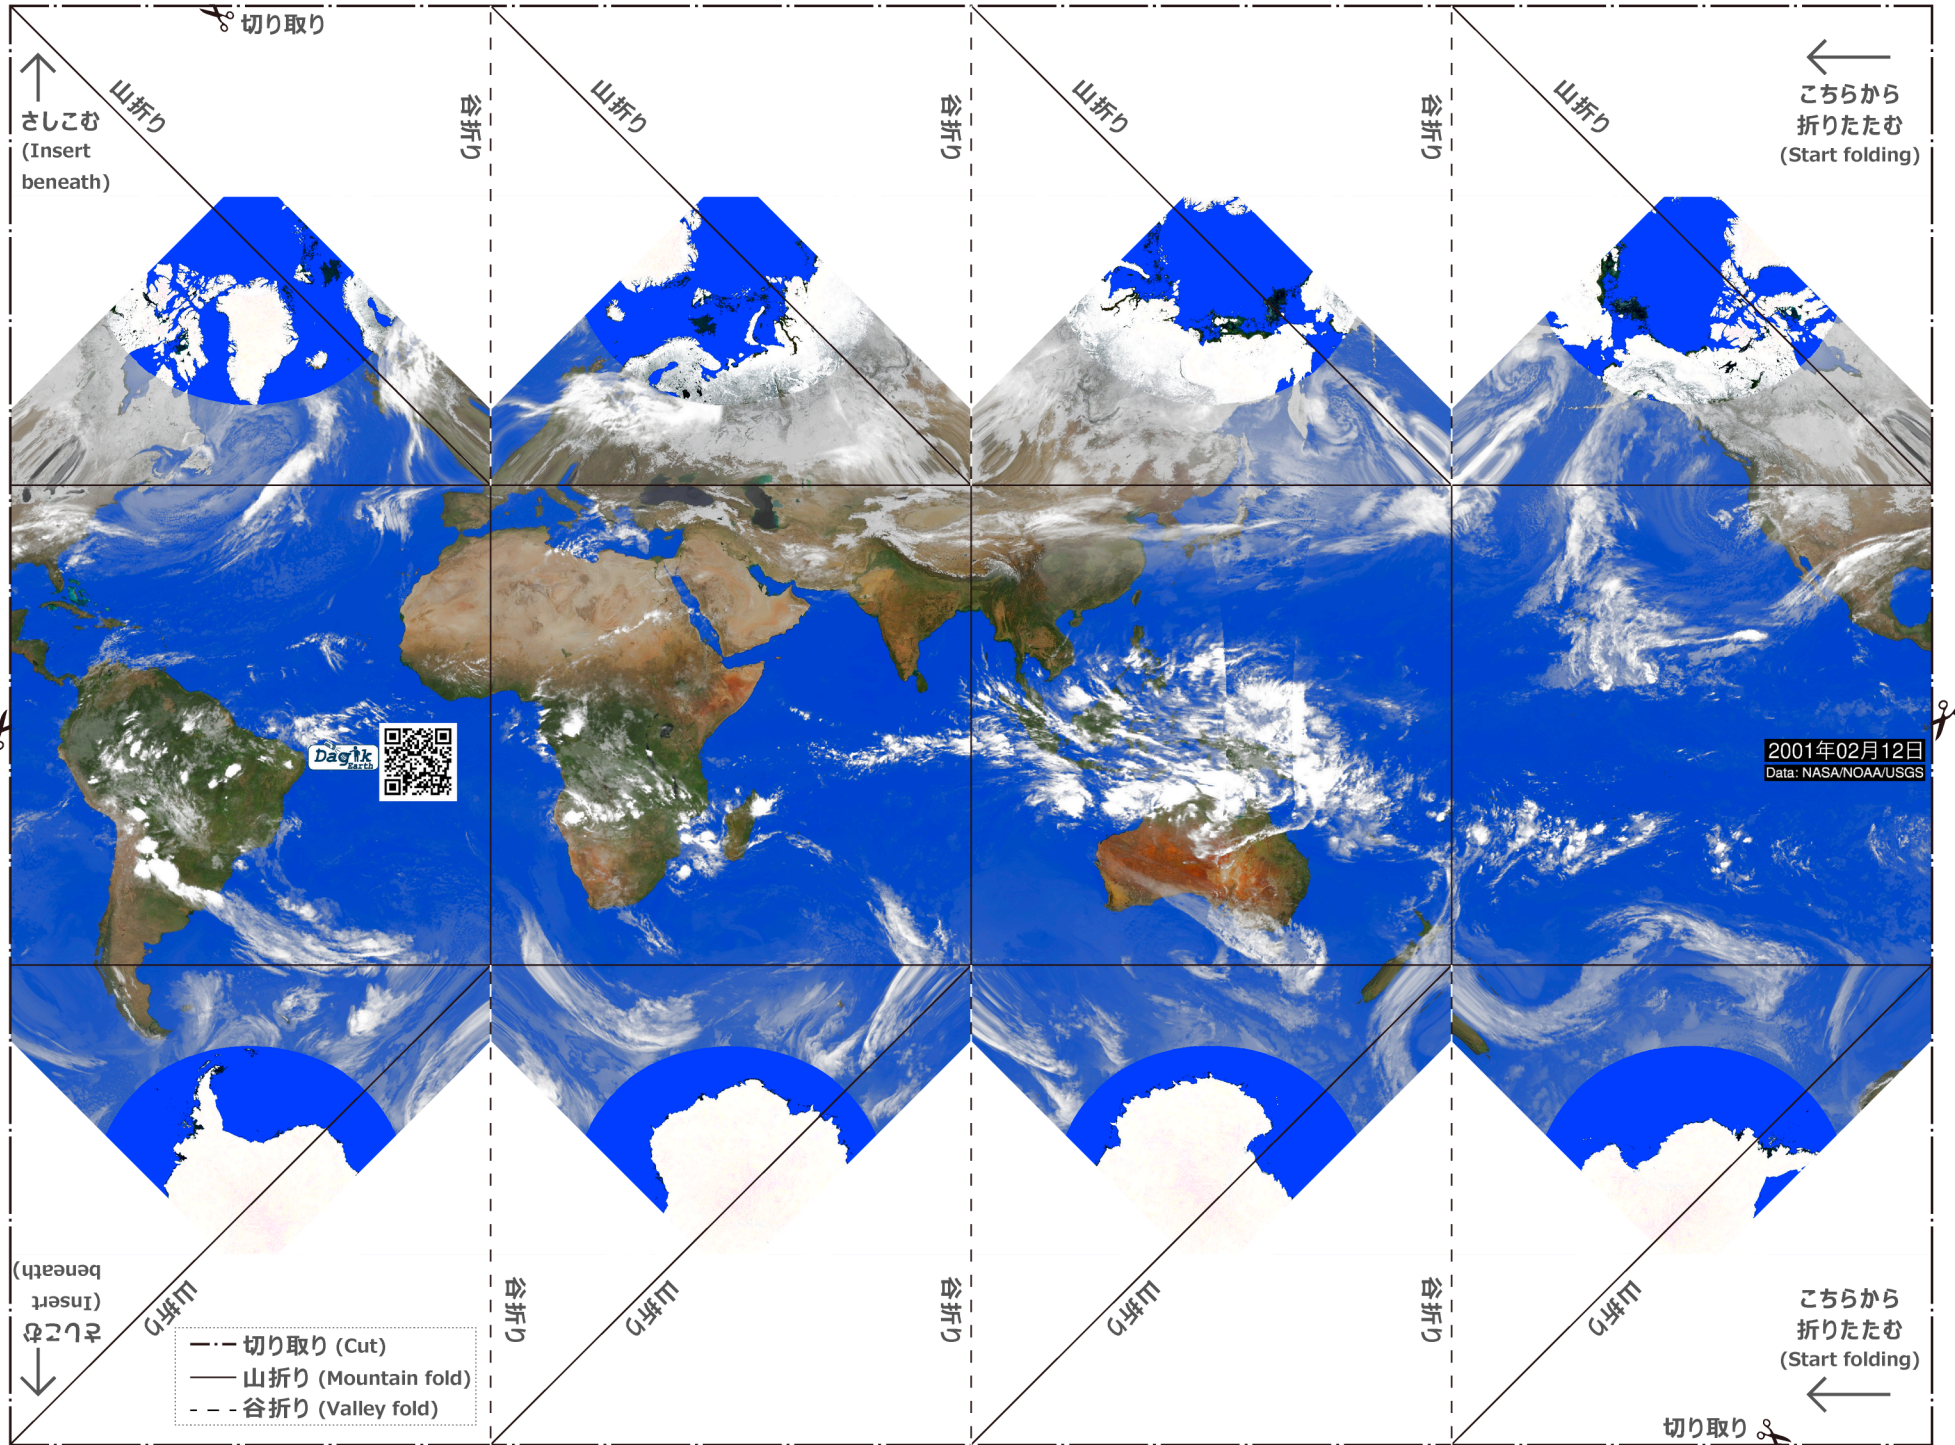 切り取り
さしこむ
(Insert
beneath)
山折り
谷折り
山折り
谷折り
山折り
谷折り
山折り
こちらから
折りたたむ
(Start folding)
Dagik
Earth
2001年02月12日
Data: NASA/NOAA/USGS
さしこむ
(Insert
beneath)
山折り
谷折り
山折り
谷折り
山折り
谷折り
山折り
こちらから
折りたたむ
(Start folding)
切り取り (Cut)
山折り (Mountain fold)
谷折り (Valley fold)
切り取り